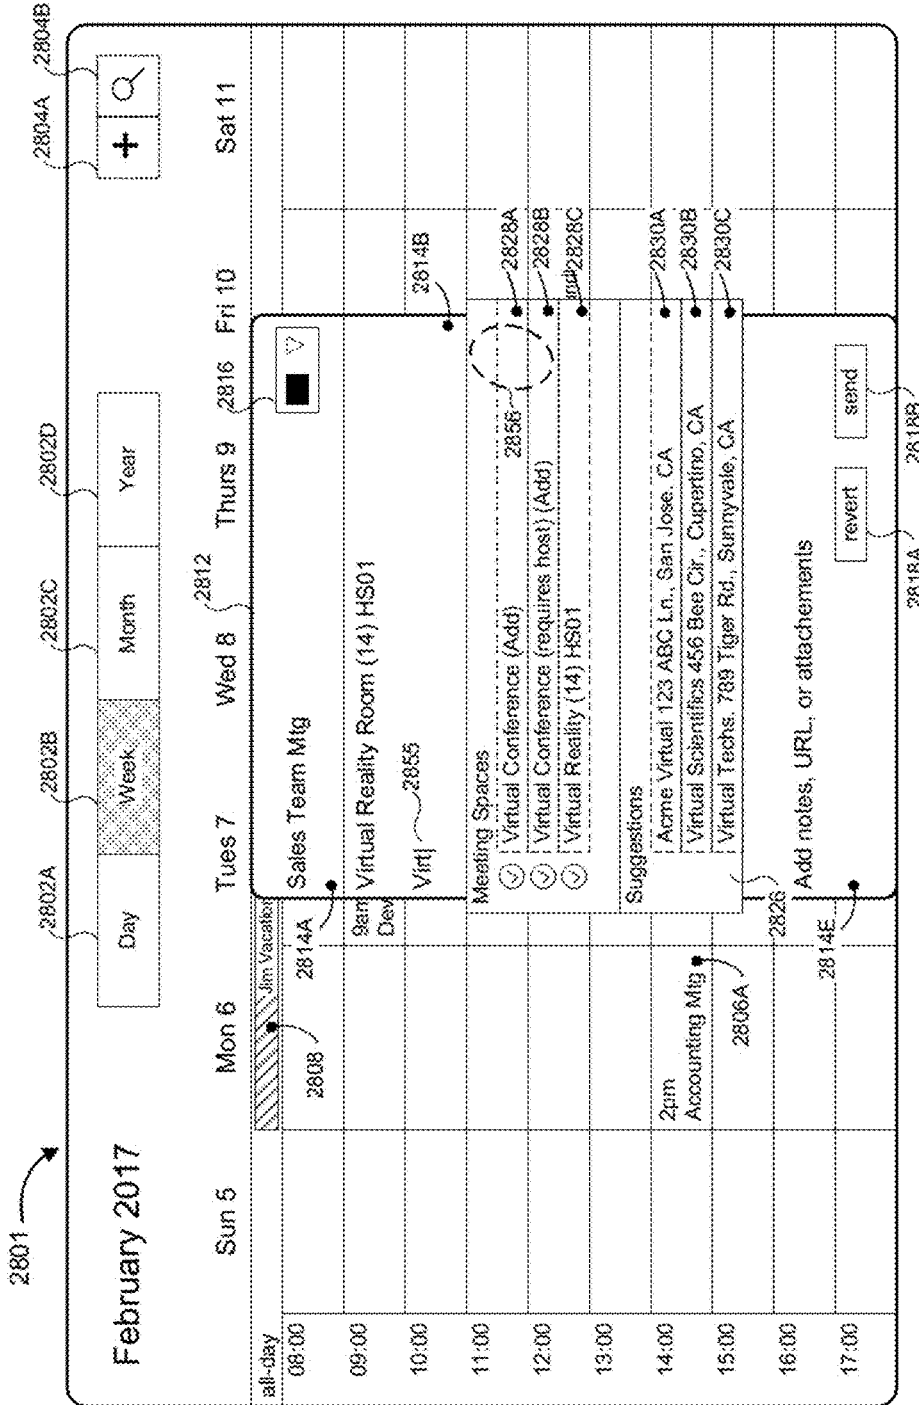 2801
2802A
2802B
2802C
2802D
2804A
2804B
February 2017
Day
Week
Month
Year
+
Sun 5
Mon 6
Tues 7
Wed 8
Thurs 9
Fri 10
Sat 11
2812
2816
all-day
Jim Vacation
2808
08:00
09:00
10:00
11:00
12:00
13:00
14:00
15:00
16:00
17:00
Sales Team Mtg
2814A
9am
Dev
Virtual Reality Room (14) HS01
Virt|
2855
2814B
Meeting Spaces
Virtual Conference (Add)
2856
2828A
Virtual Conference (requires host) (Add)
2828B
Virtual Reality (14) HS01
2828C
Suggestions
Acme Virtual 123 ABC Ln., San Jose, CA
2830A
Virtual Scientifics 456 Bee Cir., Cupertino, CA
2830B
Virtual Techs. 789 Tiger Rd., Sunnyvale, CA
2830C
2826
2pm
Accounting Mtg
2806A
Add notes, URL, or attachements
2814E
revert
send
2818A
2818B